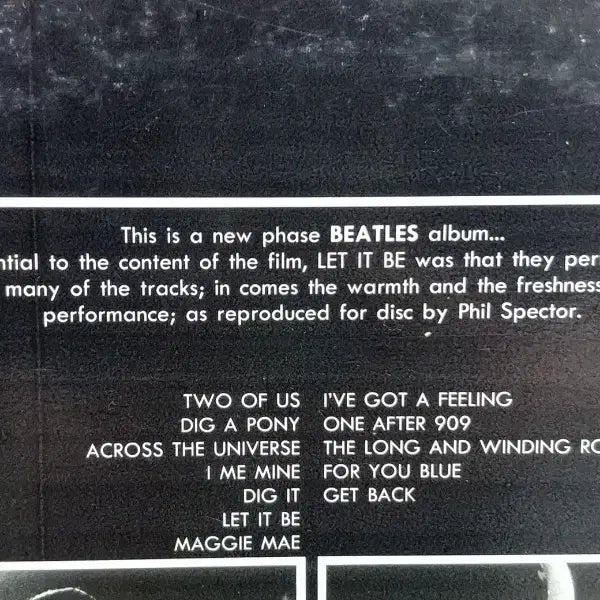 This is a new phase BEATLES album...
ntial to the content of the film, LET IT BE was that they per
many of the tracks; in comes the warmth and the freshness
performance; as reproduced for disc by Phil Spector.
TWO OF US
DIG A PONY
ACROSS THE UNIVERSE
I ME MINE
DIG IT
LET IT BE
MAGGIE MAE
I'VE GOT A FEELING
ONE AFTER 909
THE LONG AND WINDING RO
FOR YOU BLUE
GET BACK